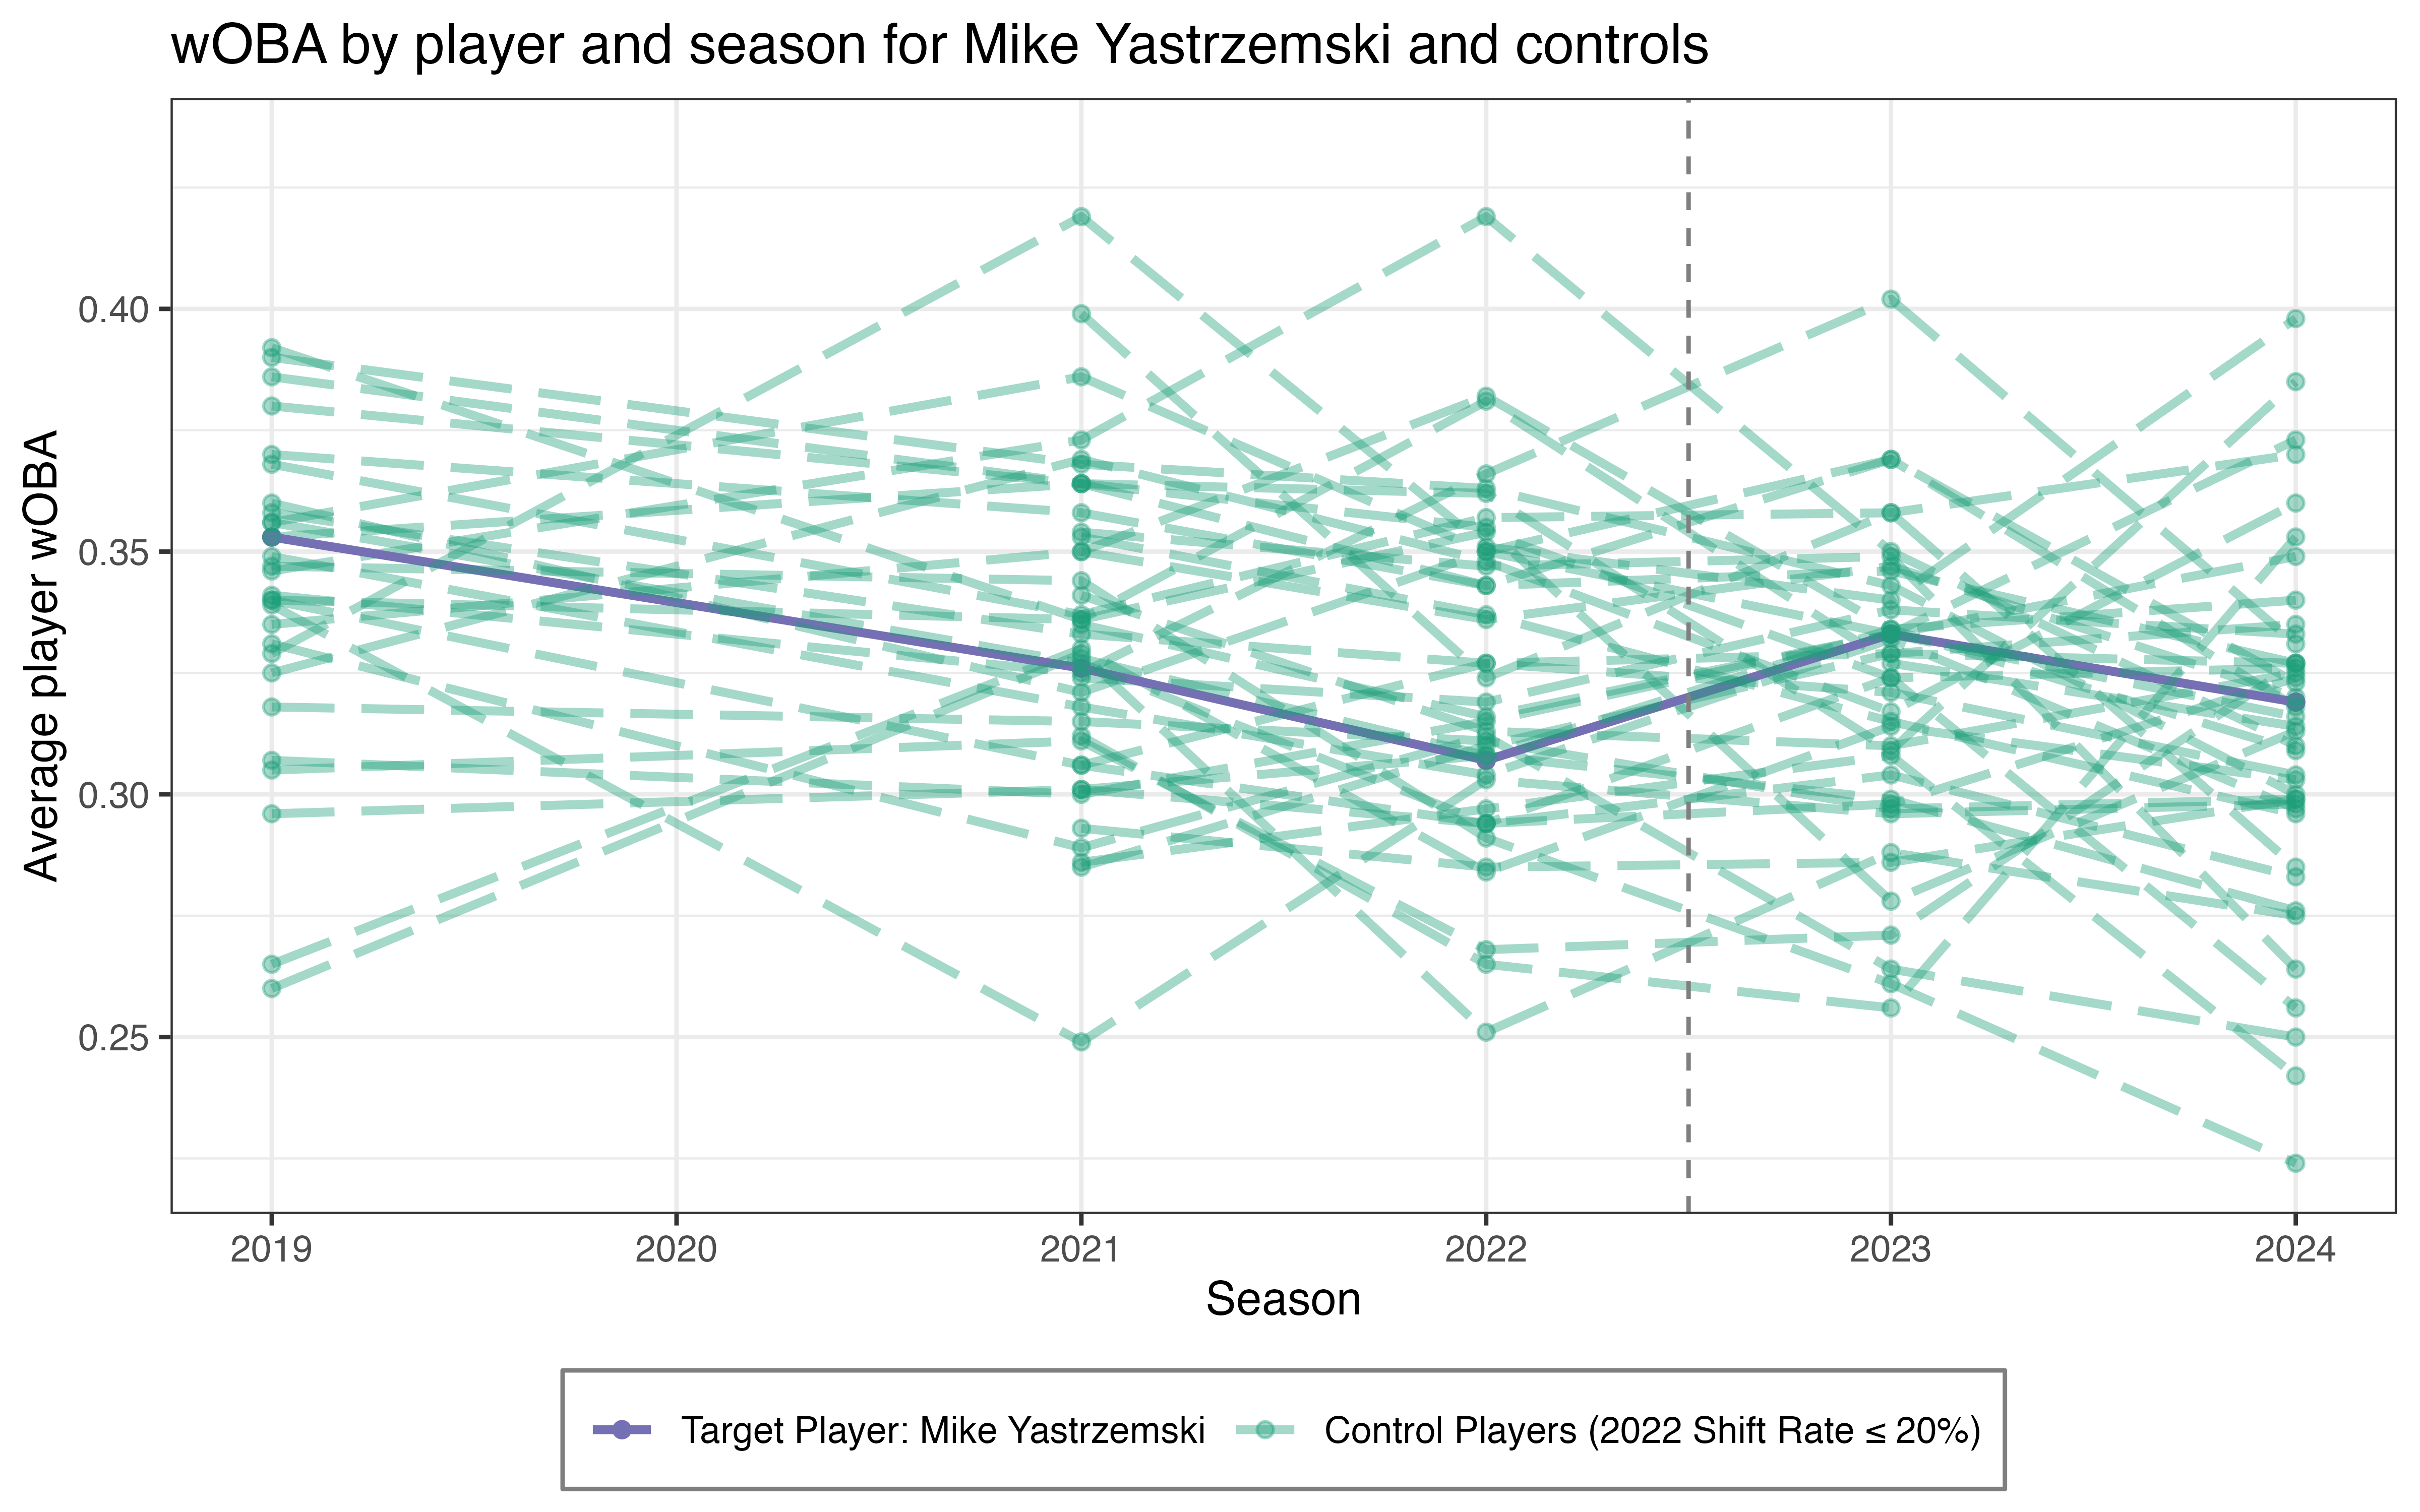 wOBA by player and season for Mike Yastrzemski and controls
Average player wOBA
0.40
0.35
0.30
0.25
2019 2020 2021 2022 2023 2024
Season
Target Player: Mike Yastrzemski Control Players (2022 Shift Rate ≤ 20%)